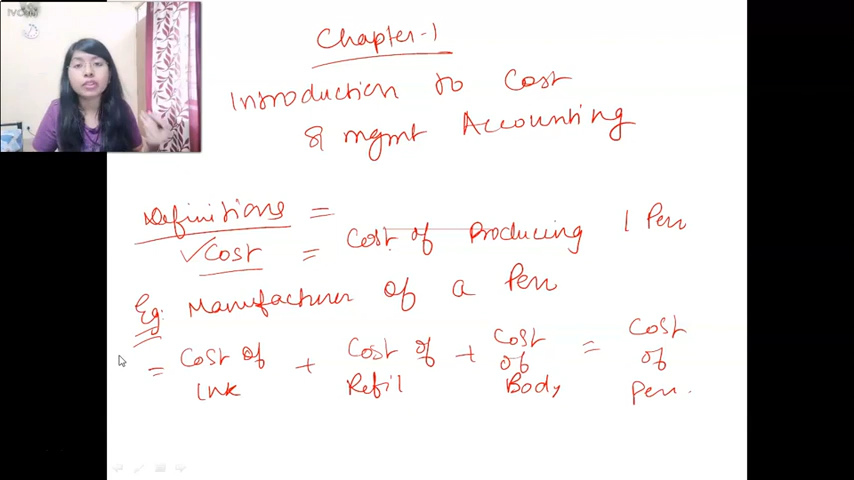 Chapter-1
Introduction to Cost
& mgmt Accounting
Definitions =
✓Cost = Cost of Producing 1 Pen
Eg: Manufacturer of a Pen
= Cost of Ink + Cost of Refil + Cost of Body = Cost of Pen.